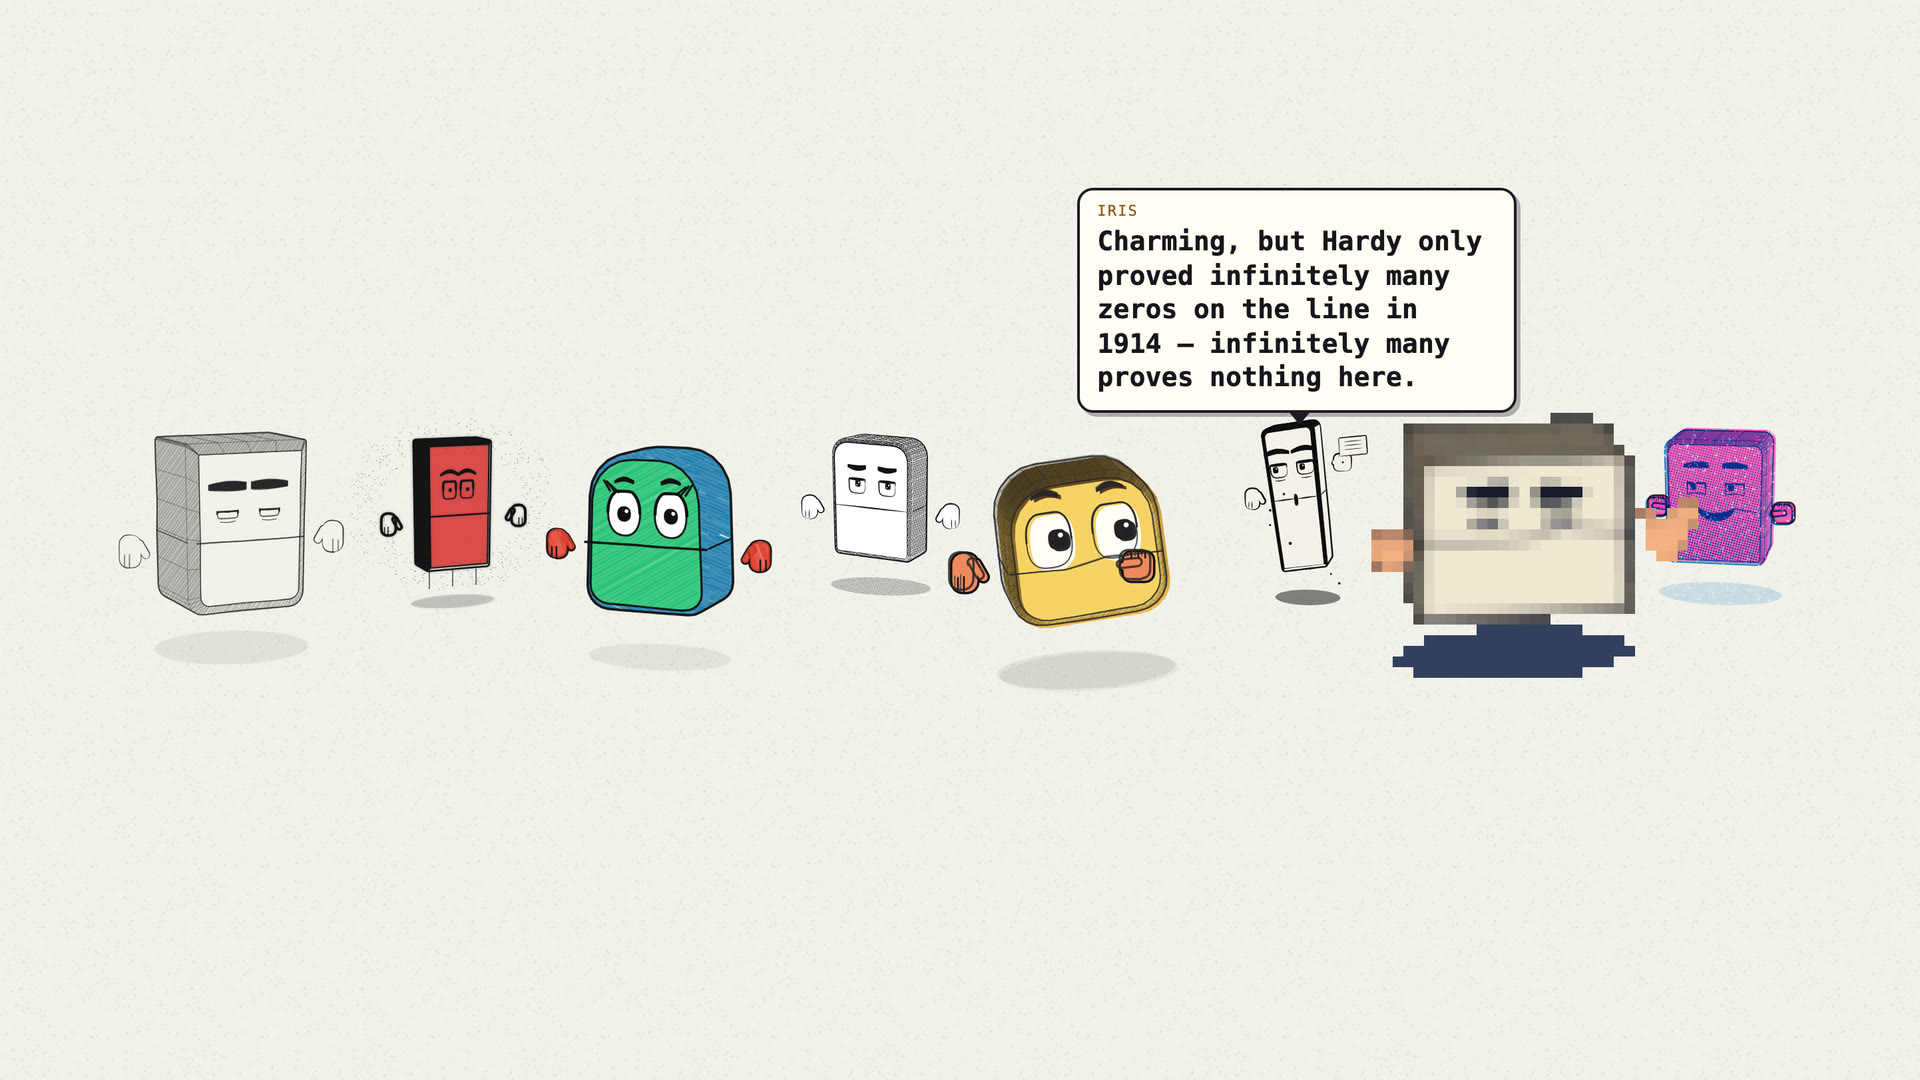 IRIS
Charming, but Hardy only
proved infinitely many
zeros on the line in
1914 — infinitely many
proves nothing here.